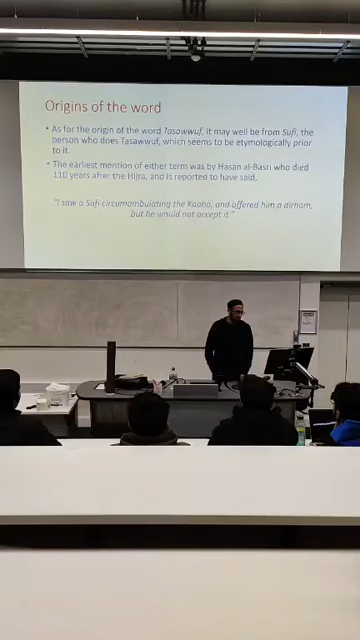 Origins of the word
• As for the origin of the word Tasawwuf, it may well be from Sufi, the
person who does Tasawwuf, which seems to be etymologically prior
to it.
• The earliest mention of either term was by Hasan al-Basri who died
110 years after the Hijra, and is reported to have said,
"I saw a Sufi circumambulating the Kaaba, and offered him a dirham,
but he would not accept it."